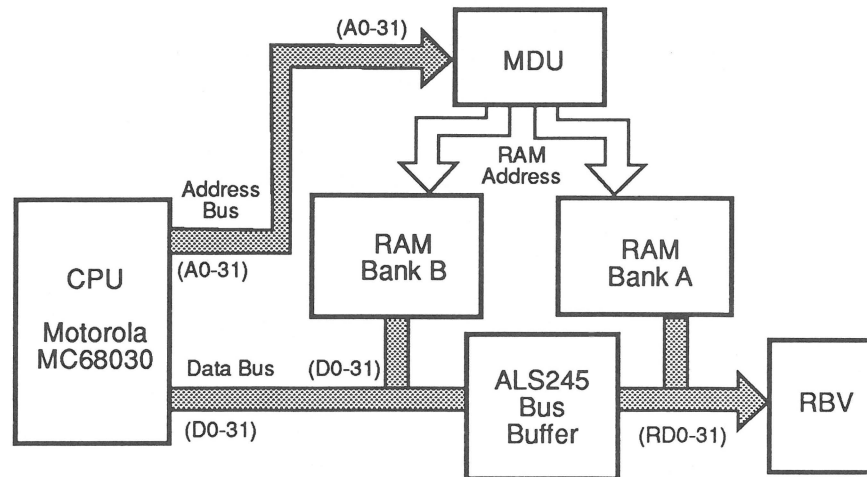 (A0-31)
MDU
RAM
Address
Address
Bus
(A0-31)
CPU
Motorola
MC68030
RAM
Bank B
RAM
Bank A
Data Bus
(D0-31)
(D0-31)
ALS245
Bus
Buffer
(RD0-31)
RBV